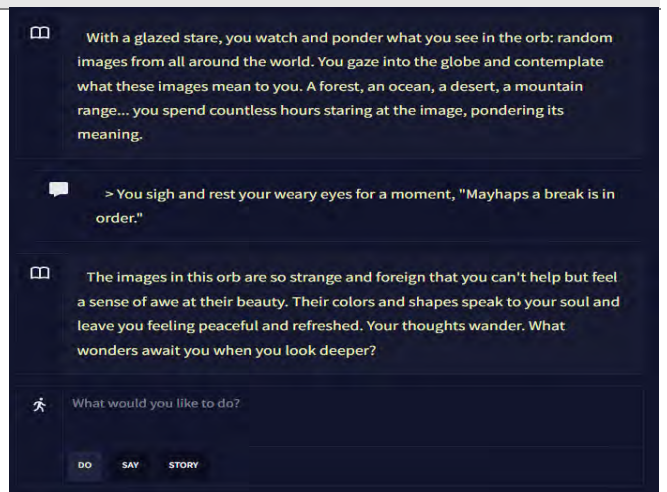 With a glazed stare, you watch and ponder what you see in the orb: random
images from all around the world. You gaze into the globe and contemplate
what these images mean to you. A forest, an ocean, a desert, a mountain
range... you spend countless hours staring at the image, pondering its
meaning.
> You sigh and rest your weary eyes for a moment, "Mayhaps a break is in
order."
The images in this orb are so strange and foreign that you can't help but feel
a sense of awe at their beauty. Their colors and shapes speak to your soul and
leave you feeling peaceful and refreshed. Your thoughts wander. What
wonders await you when you look deeper?
What would you like to do?
DO SAY STORY